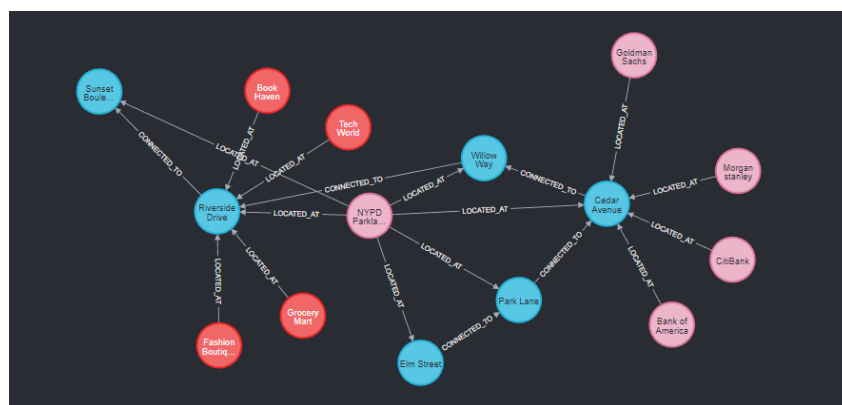 Goldman
Sachs
Book
Haven
Sunset
Boule...
LOCATED_AT
Tech
World
LOCATED_AT
CONNECTED_TO
LOCATED_AT
LOCATED_AT
Willow
Way
Morgan
stanley
CONNECTED_TO
CONNECTED_TO
LOCATED_AT
LOCATED_AT
Cedar
Avenue
Riverside
Drive
LOCATED_AT
NYPD
Parkla...
LOCATED_AT
LOCATED_AT
CitiBank
LOCATED_AT
LOCATED_AT
LOCATED_AT
CONNECTED_TO
LOCATED_AT
LOCATED_AT
Park Lane
Grocery
Mart
Bank of
America
CONNECTED_TO
Fashion
Boutiq...
Elm Street